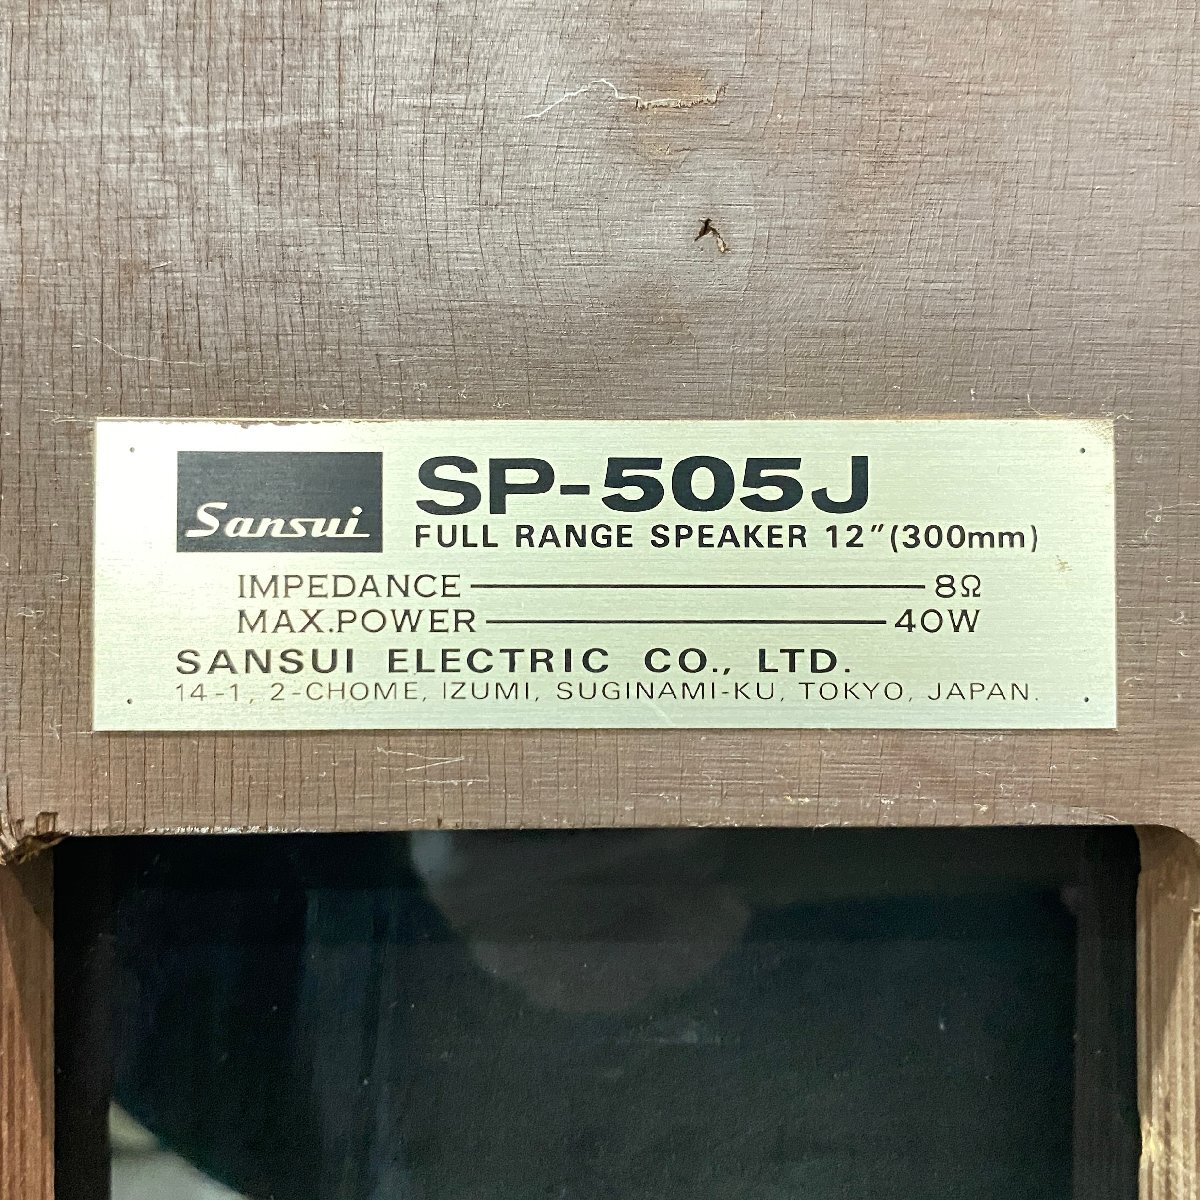 Sansui
SP-505J
FULL RANGE SPEAKER 12″(300mm)
IMPEDANCE 8Ω
MAX.POWER 40W
SANSUI ELECTRIC CO., LTD.
14-1, 2-CHOME, IZUMI, SUGINAMI-KU, TOKYO, JAPAN.